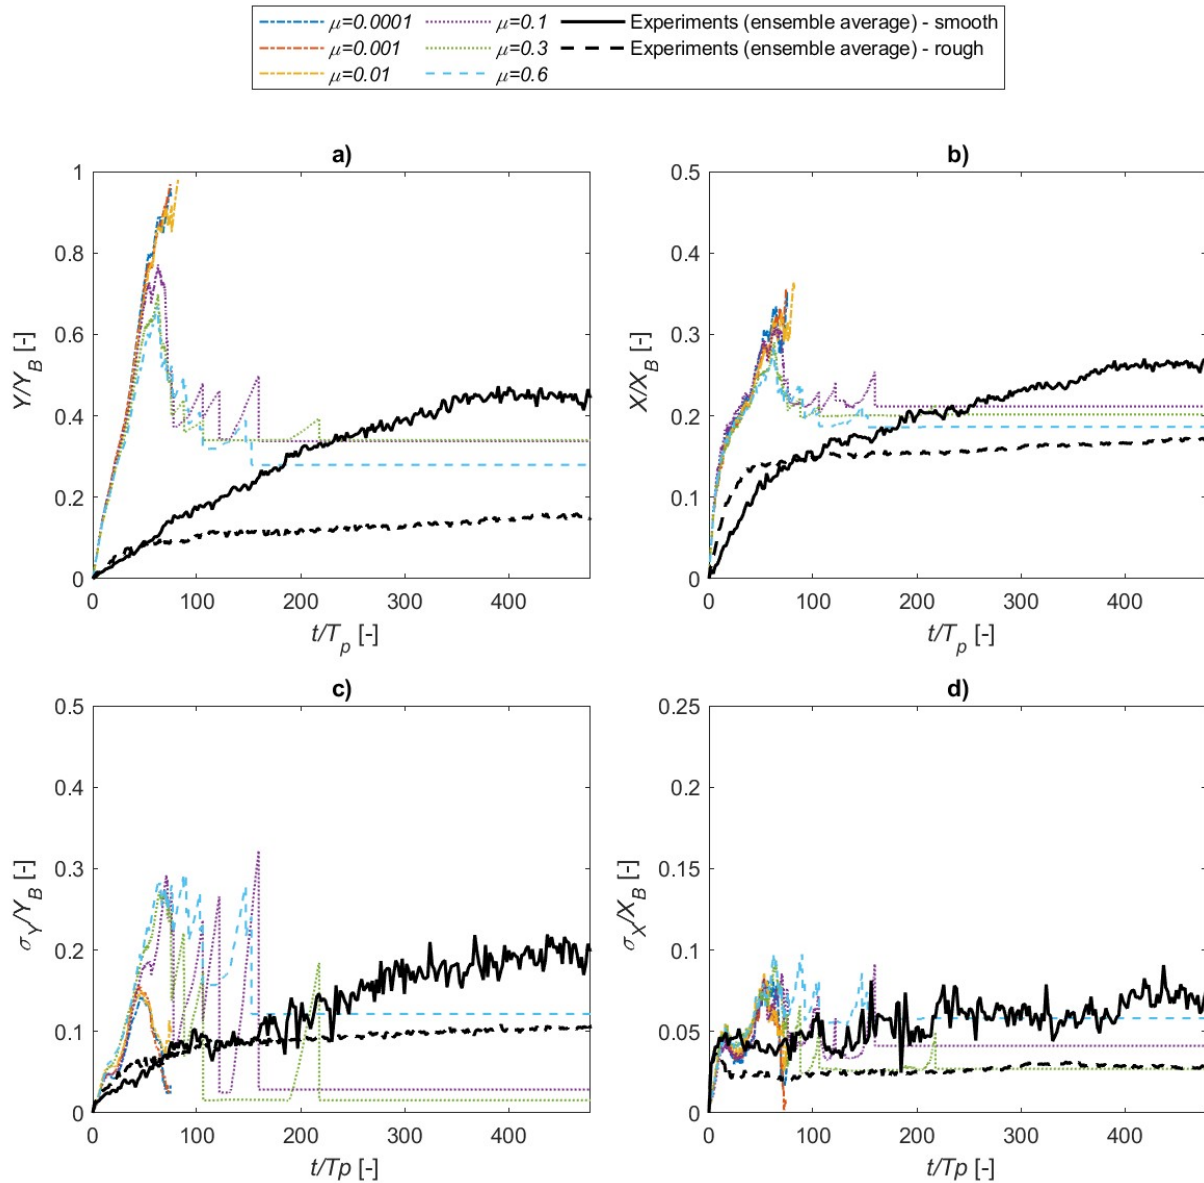 μ=0.0001 μ=0.1 Experiments (ensemble average) - smooth
μ=0.001 μ=0.3 Experiments (ensemble average) - rough
μ=0.01 μ=0.6
a)
1
0.8
0.6
0.4
0.2
0
Y/Y_B [-]
0 100 200 300 400
t/T_p [-]
b)
0.5
0.4
0.3
0.2
0.1
0
X/X_B [-]
0 100 200 300 400
t/T_p [-]
c)
0.5
0.4
0.3
0.2
0.1
0
σ_Y/Y_B [-]
0 100 200 300 400
t/Tp [-]
d)
0.25
0.2
0.15
0.1
0.05
0
σ_X/X_B [-]
0 100 200 300 400
t/Tp [-]